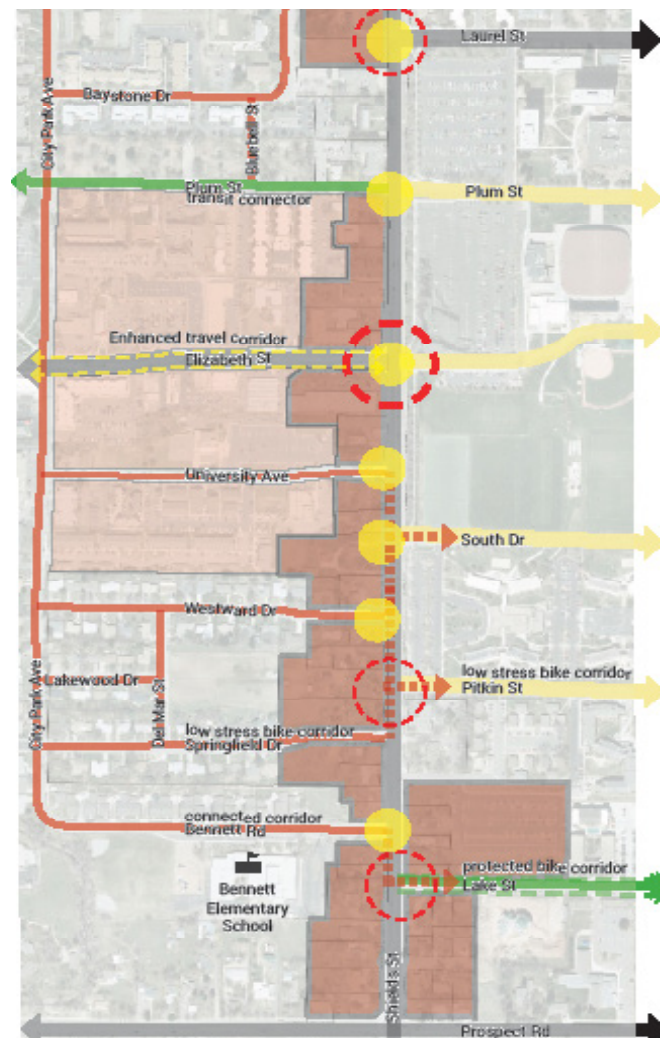 Laurel St
Baystone Dr
City Park Ave
Bluebell St
Plum St
transit connector
Plum St
Enhanced travel corridor
Elizabeth St
University Ave
South Dr
Westward Dr
low stress bike corridor
Pitkin St
Lakewood Dr
Del Mar St
City Park Ave
low stress bike corridor
Springfield Dr
connected corridor
Bennett Rd
protected bike corridor
Lake St
Bennett
Elementary
School
Shields St
Prospect Rd